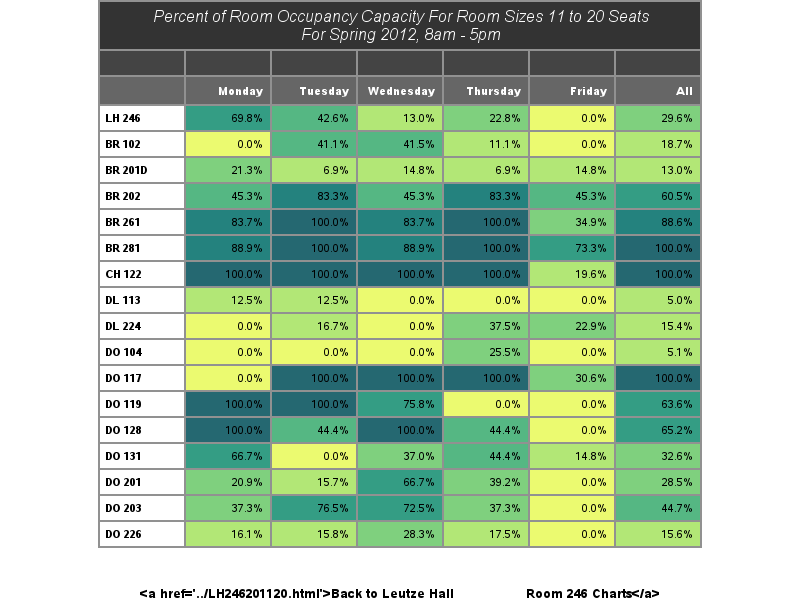 Percent of Room Occupancy Capacity For Room Sizes 11 to 20 Seats
For Spring 2012, 8am - 5pm
Monday Tuesday Wednesday Thursday Friday All
LH 246 69.8% 42.6% 13.0% 22.8% 0.0% 29.6%
BR 102 0.0% 41.1% 41.5% 11.1% 0.0% 18.7%
BR 201D 21.3% 6.9% 14.8% 6.9% 14.8% 13.0%
BR 202 45.3% 83.3% 45.3% 83.3% 45.3% 60.5%
BR 261 83.7% 100.0% 83.7% 100.0% 34.9% 88.6%
BR 281 88.9% 100.0% 88.9% 100.0% 73.3% 100.0%
CH 122 100.0% 100.0% 100.0% 100.0% 19.6% 100.0%
DL 113 12.5% 12.5% 0.0% 0.0% 0.0% 5.0%
DL 224 0.0% 16.7% 0.0% 37.5% 22.9% 15.4%
DO 104 0.0% 0.0% 0.0% 25.5% 0.0% 5.1%
DO 117 0.0% 100.0% 100.0% 100.0% 30.6% 100.0%
DO 119 100.0% 100.0% 75.8% 0.0% 0.0% 63.6%
DO 128 100.0% 44.4% 100.0% 44.4% 0.0% 65.2%
DO 131 66.7% 0.0% 37.0% 44.4% 14.8% 32.6%
DO 201 20.9% 15.7% 66.7% 39.2% 0.0% 28.5%
DO 203 37.3% 76.5% 72.5% 37.3% 0.0% 44.7%
DO 226 16.1% 15.8% 28.3% 17.5% 0.0% 15.6%
<a href='../LH246201120.html'>Back to Leutze Hall Room 246 Charts</a>